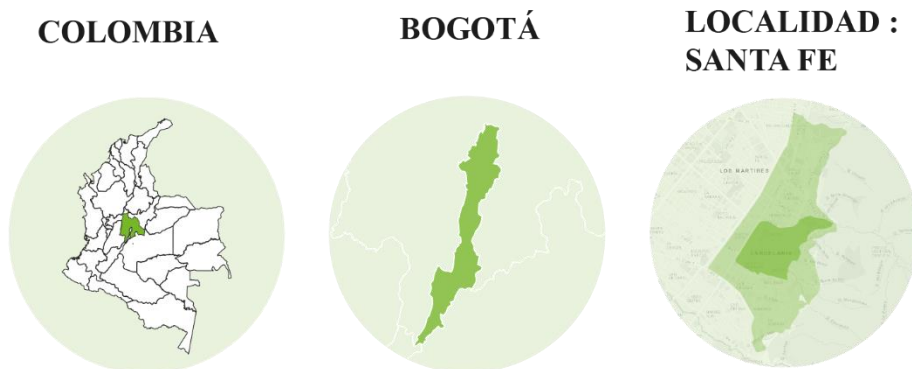 COLOMBIA
BOGOTÁ
LOCALIDAD :
SANTA FE
LOS MARTIRES